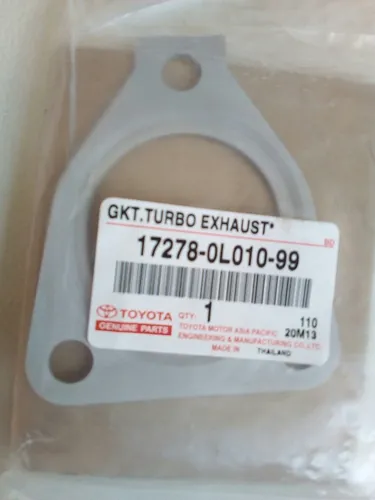 GKT.TURBO EXHAUST*
BD
17278-0L010-99
TOYOTA
GENUINE PARTS
QTY. 1 110
TOYOTA MOTOR ASIA PACIFIC 20M13
ENGINEERING & MANUFACTURING CO.,LTD.
MADE IN THAILAND